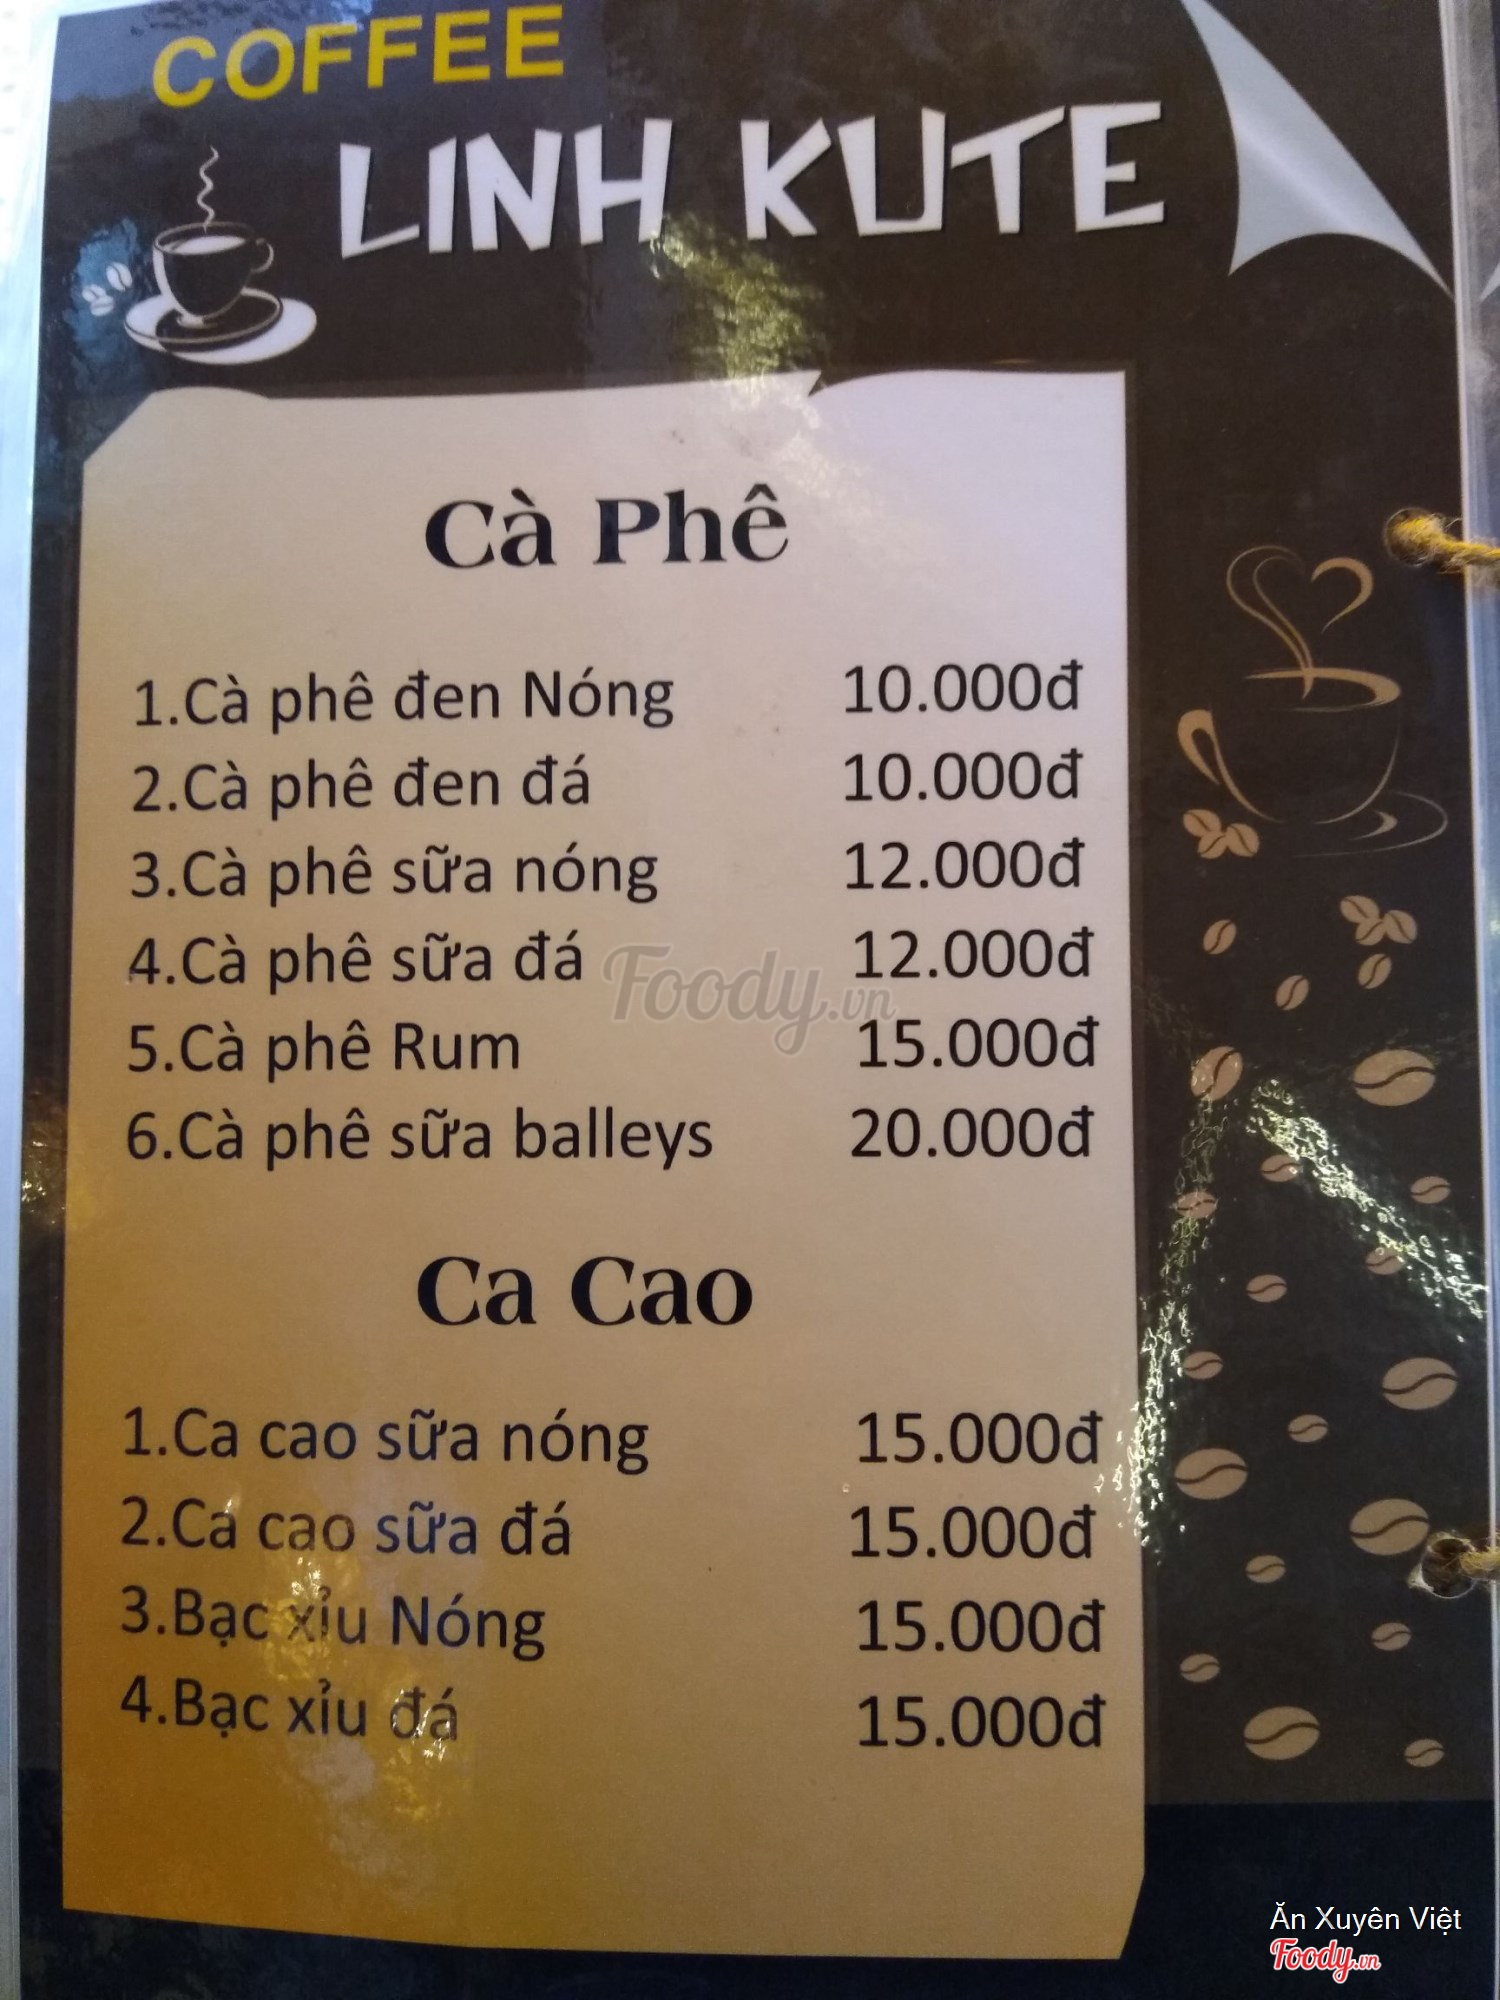 COFFEE
LINH KUTE
Cà Phê
1.Cà phê đen Nóng 10.000đ
2.Cà phê đen đá 10.000đ
3.Cà phê sữa nóng 12.000đ
4.Cà phê sữa đá 12.000đ
Foody.vn
5.Cà phê Rum 15.000đ
6.Cà phê sữa balleys 20.000đ
Ca Cao
1.Ca cao sữa nóng 15.000đ
2.Ca cao sữa đá 15.000đ
3.Bạc xỉu Nóng 15.000đ
4.Bạc xỉu đá 15.000đ
Ăn Xuyên Việt
Foody.vn